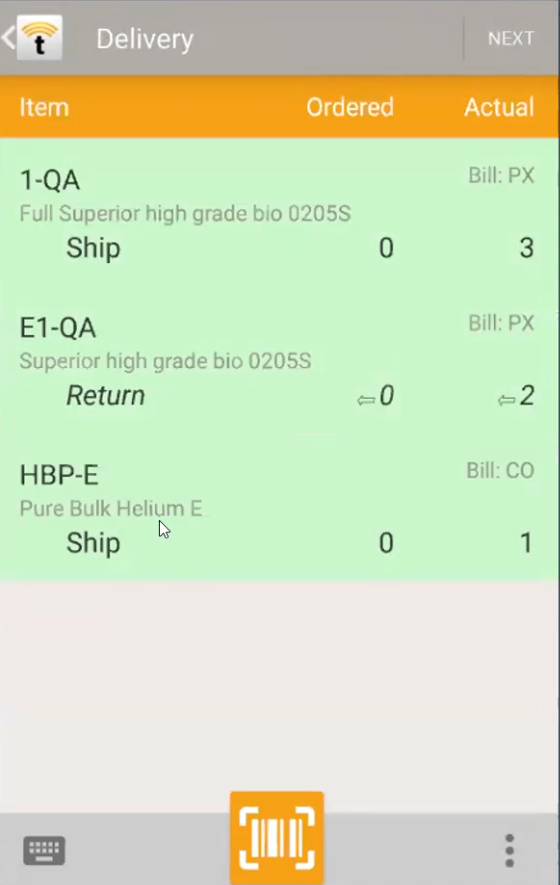 t Delivery NEXT
Item Ordered Actual
1-QA Bill: PX
Full Superior high grade bio 0205S
Ship 0 3
E1-QA Bill: PX
Superior high grade bio 0205S
Return ⇦0 ⇦2
HBP-E Bill: CO
Pure Bulk Helium E
Ship 0 1